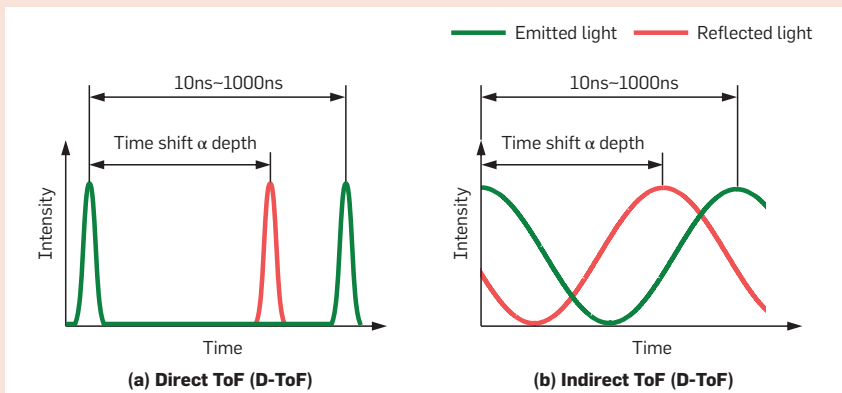 Emitted light Reflected light
10ns~1000ns
Time shift α depth
Intensity
Time
(a) Direct ToF (D-ToF)
10ns~1000ns
Time shift α depth
Intensity
Time
(b) Indirect ToF (D-ToF)